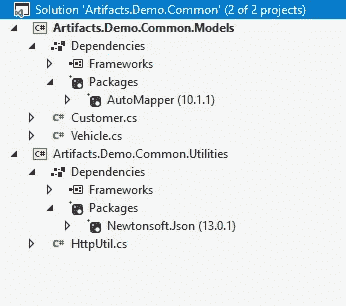 Solution 'Artifacts.Demo.Common' (2 of 2 projects)
C# Artifacts.Demo.Common.Models
Dependencies
Frameworks
Packages
AutoMapper (10.1.1)
C# Customer.cs
C# Vehicle.cs
C# Artifacts.Demo.Common.Utilities
Dependencies
Frameworks
Packages
Newtonsoft.Json (13.0.1)
C# HttpUtil.cs